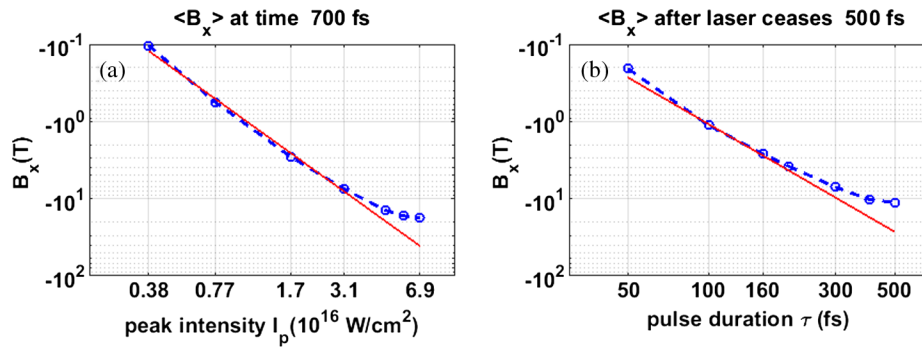 <B_x> at time 700 fs
(a)
-10^-1
-10^0
-10^1
-10^2
B_x(T)
0.38 0.77 1.7 3.1 6.9
peak intensity I_p(10^16 W/cm^2)
<B_x> after laser ceases 500 fs
(b)
-10^-1
-10^0
-10^1
-10^2
B_x(T)
50 100 160 300 500
pulse duration τ (fs)